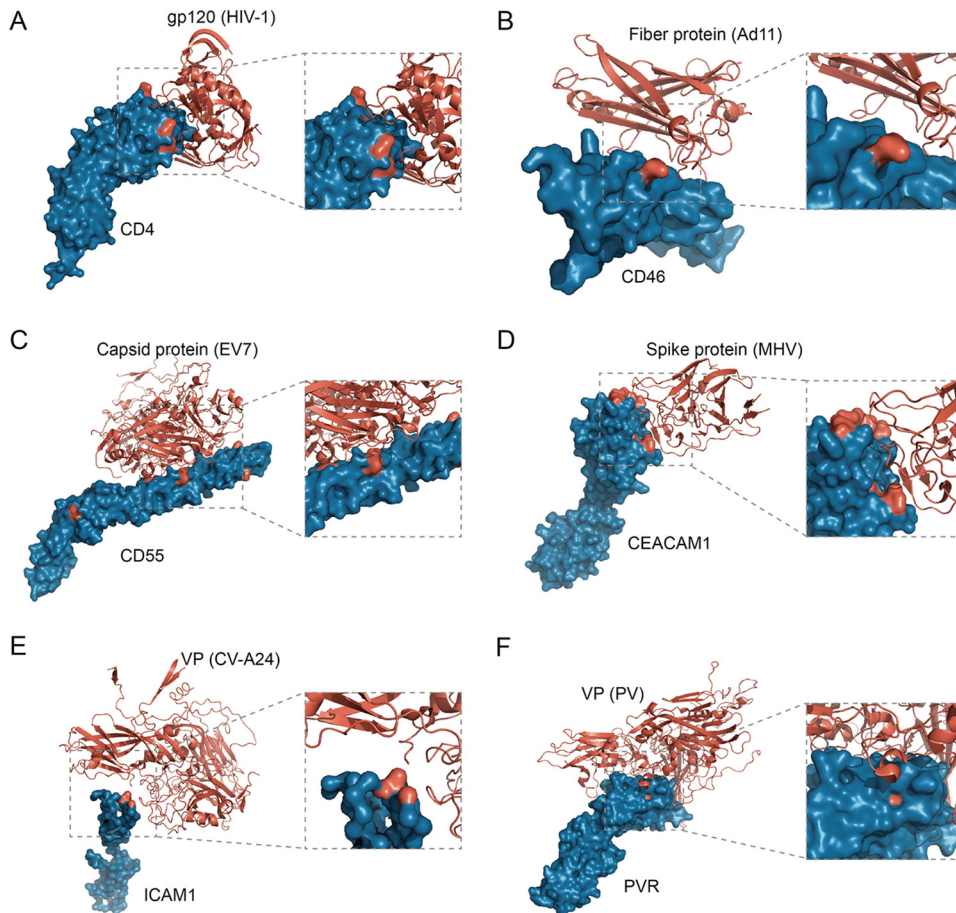 A
gp120 (HIV-1)
CD4
B
Fiber protein (Ad11)
CD46
C
Capsid protein (EV7)
CD55
D
Spike protein (MHV)
CEACAM1
E
VP (CV-A24)
ICAM1
F
VP (PV)
PVR